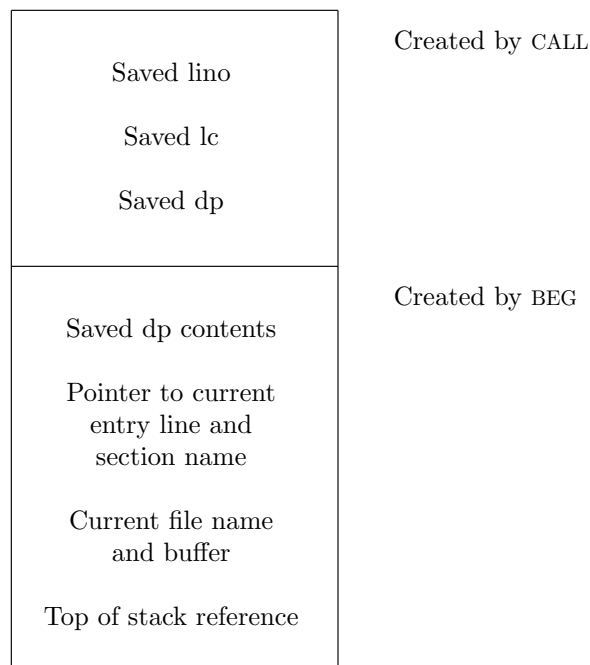 Created by CALL
Saved lino
Saved lc
Saved dp
Created by BEG
Saved dp contents
Pointer to current
entry line and
section name
Current file name
and buffer
Top of stack reference